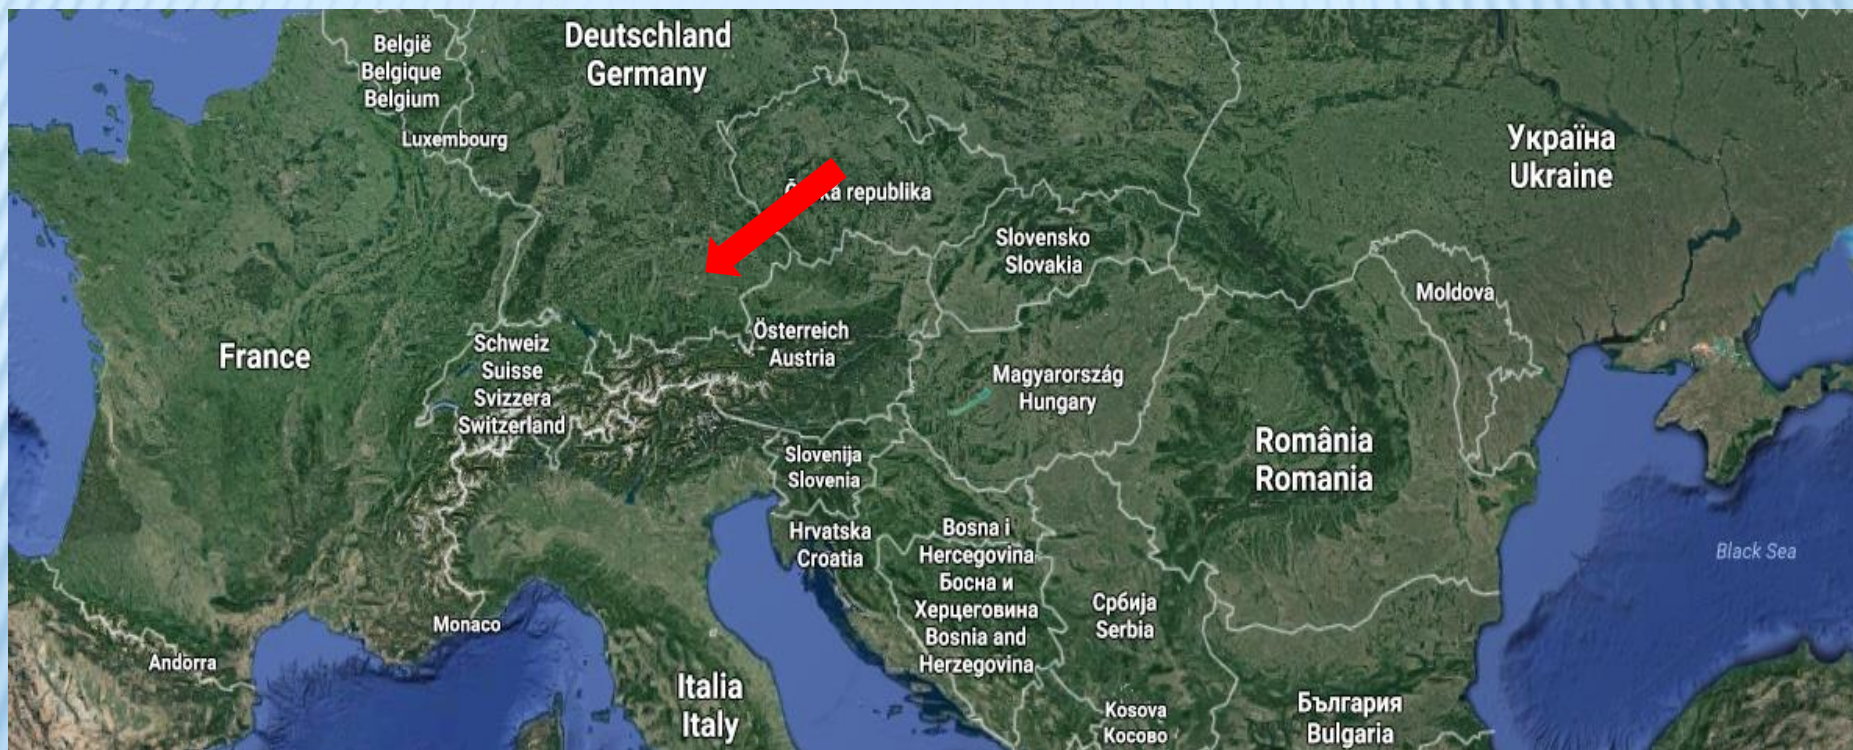 België
Belgique
Belgium
Luxembourg
Deutschland
Germany
republika
Slovensko
Slovakia
Україна
Ukraine
Moldova
France
Schweiz
Suisse
Svizzera
Switzerland
Österreich
Austria
Magyarország
Hungary
România
Romania
Slovenija
Slovenia
Hrvatska
Croatia
Bosna i
Hercegovina
Босна и
Херцеговина
Bosnia and
Herzegovina
Србија
Serbia
Black Sea
Monaco
Andorra
Italia
Italy
Kosova
Косово
България
Bulgaria